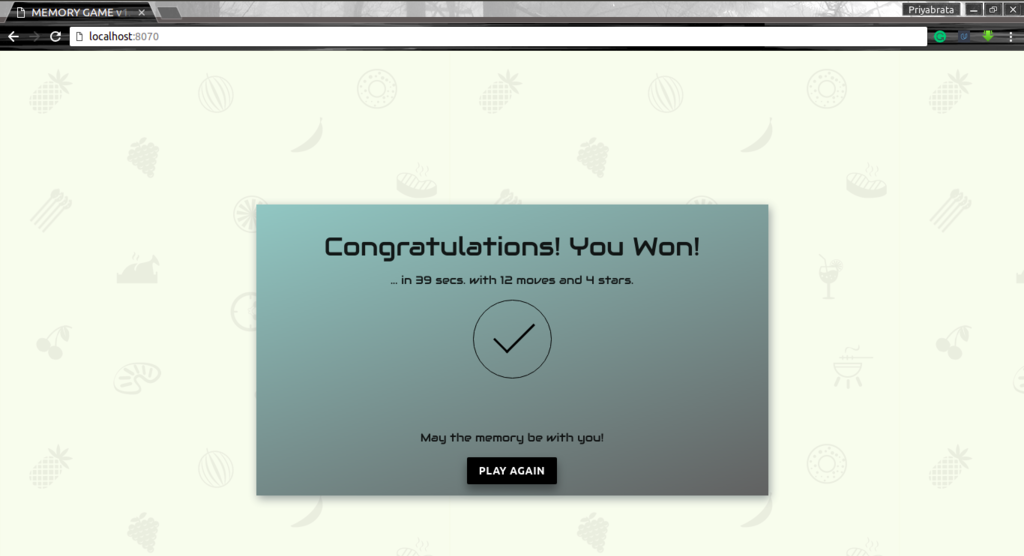 MEMORY GAME v1
Priyabrata
localhost:8070
Congratulations! You Won!
... in 39 secs. with 12 moves and 4 stars.
May the memory be with you!
PLAY AGAIN